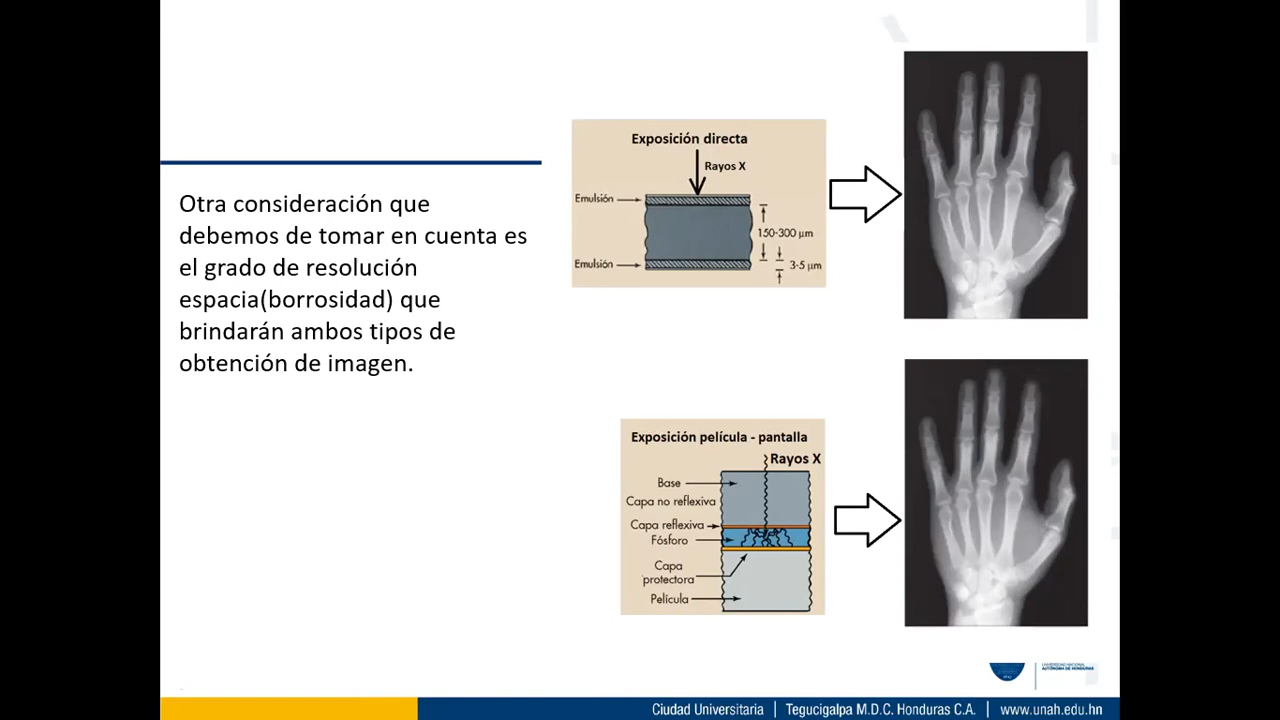 Otra consideración que
debemos de tomar en cuenta es
el grado de resolución
espacia(borrosidad) que
brindarán ambos tipos de
obtención de imagen.
Exposición directa
Rayos X
Emulsión
150-300 μm
Emulsión
3-5 μm
Exposición película - pantalla
Rayos X
Base
Capa no reflexiva
Capa reflexiva
Fósforo
Capa
protectora
Película
UNIVERSIDAD NACIONAL
AUTÓNOMA DE HONDURAS
Ciudad Universitaria | Tegucigalpa M.D.C. Honduras C.A. | www.unah.edu.hn